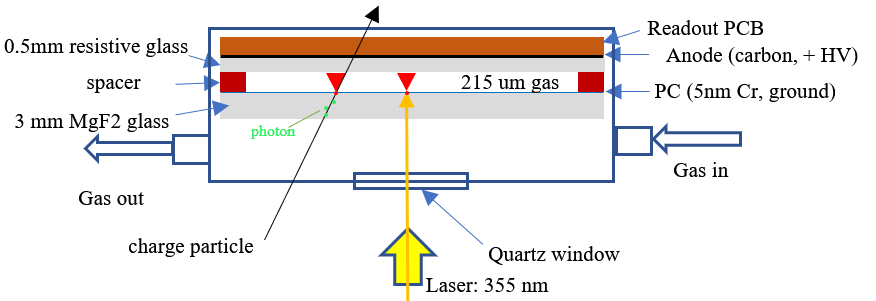 Readout PCB
0.5mm resistive glass
Anode (carbon, + HV)
spacer
215 um gas
PC (5nm Cr, ground)
3 mm MgF2 glass
photon
Gas in
Gas out
charge particle
Quartz window
Laser: 355 nm